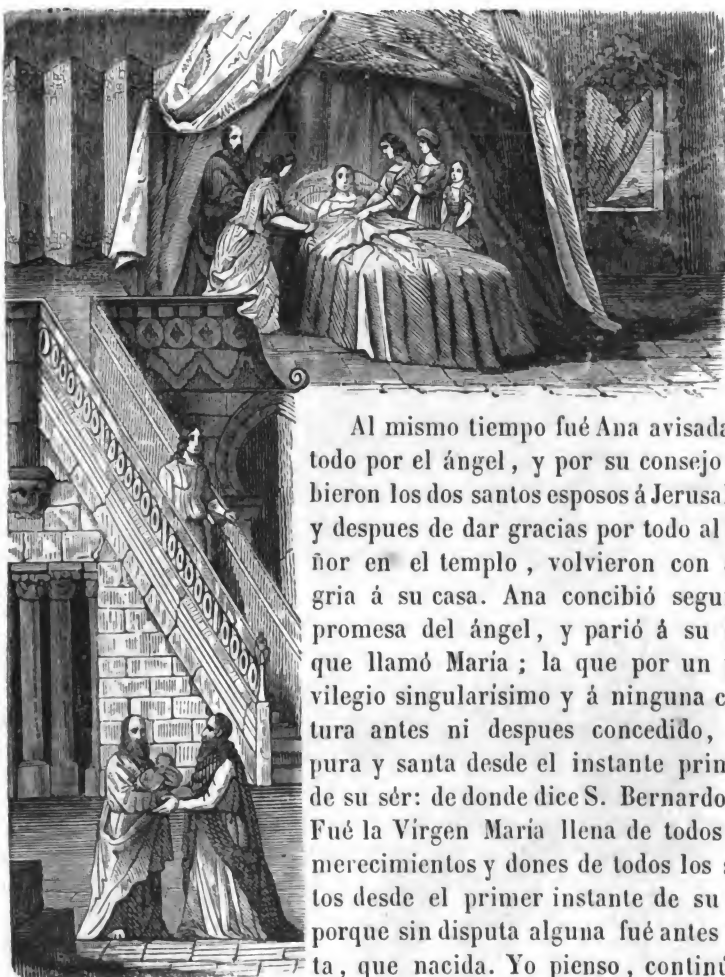 Al mismo tiempo fué Ana avisada
todo por el ángel, y por su consejo
bieron los dos santos esposos á Jerusa
y despues de dar gracias por todo al
ñor en el templo, volvieron con
gria á su casa. Ana concibió segu
promesa del ángel, y parió á su
que llamó María; la que por un
vilegio singularísimo y á ninguna c
tura antes ni despues concedido,
pura y santa desde el instante prim
de su sér: de donde dice S. Bernardo
Fué la Vírgen María llena de todos
merecimientos y dones de todos los
tos desde el primer instante de su
porque sin disputa alguna fué antes
ta, que nacida. Yo pienso, contin